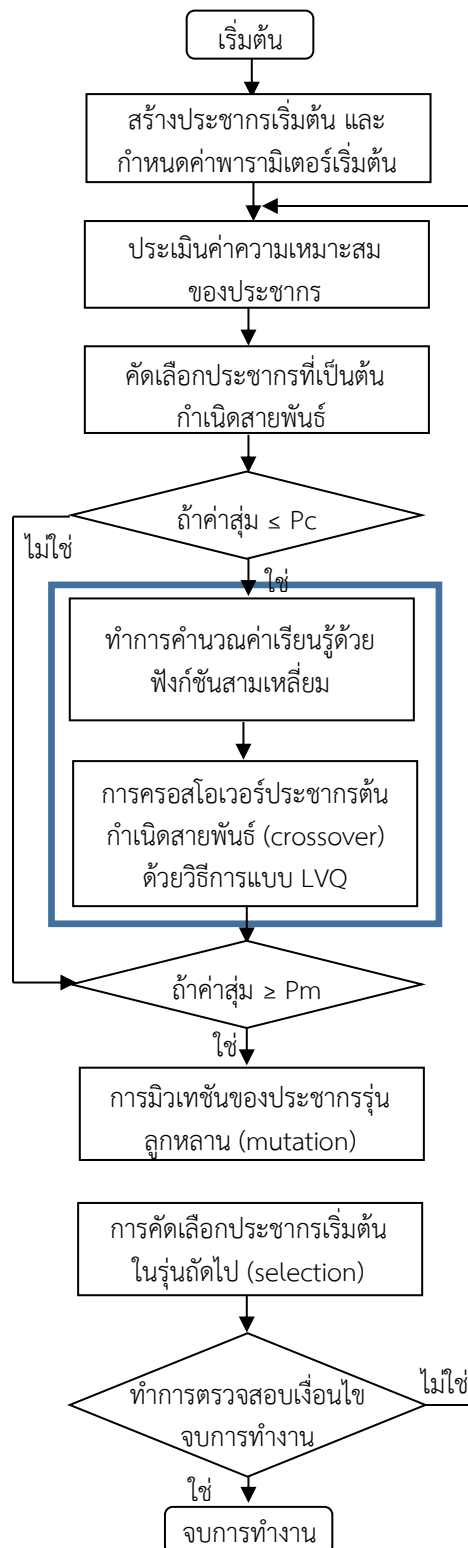 เริ่มต้น
สร้างประชากรเริ่มต้น และ
กำหนดค่าพารามิเตอร์เริ่มต้น
ประเมินค่าความเหมาะสม
ของประชากร
คัดเลือกประชากรที่เป็นต้น
กำเนิดสายพันธ์
ถ้าค่าสุ่ม ≤ Pc
ไม่ใช่
ใช่
ทำการคำนวณค่าเรียนรู้ด้วย
ฟังก์ชันสามเหลี่ยม
การครอสโอเวอร์ประชากรต้น
กำเนิดสายพันธ์ (crossover)
ด้วยวิธีการแบบ LVQ
ถ้าค่าสุ่ม ≥ Pm
ใช่
การมิวเทชันของประชากรรุ่น
ลูกหลาน (mutation)
การคัดเลือกประชากรเริ่มต้น
ในรุ่นถัดไป (selection)
ทำการตรวจสอบเงื่อนไข
จบการทำงาน
ไม่ใช่
ใช่
จบการทำงาน